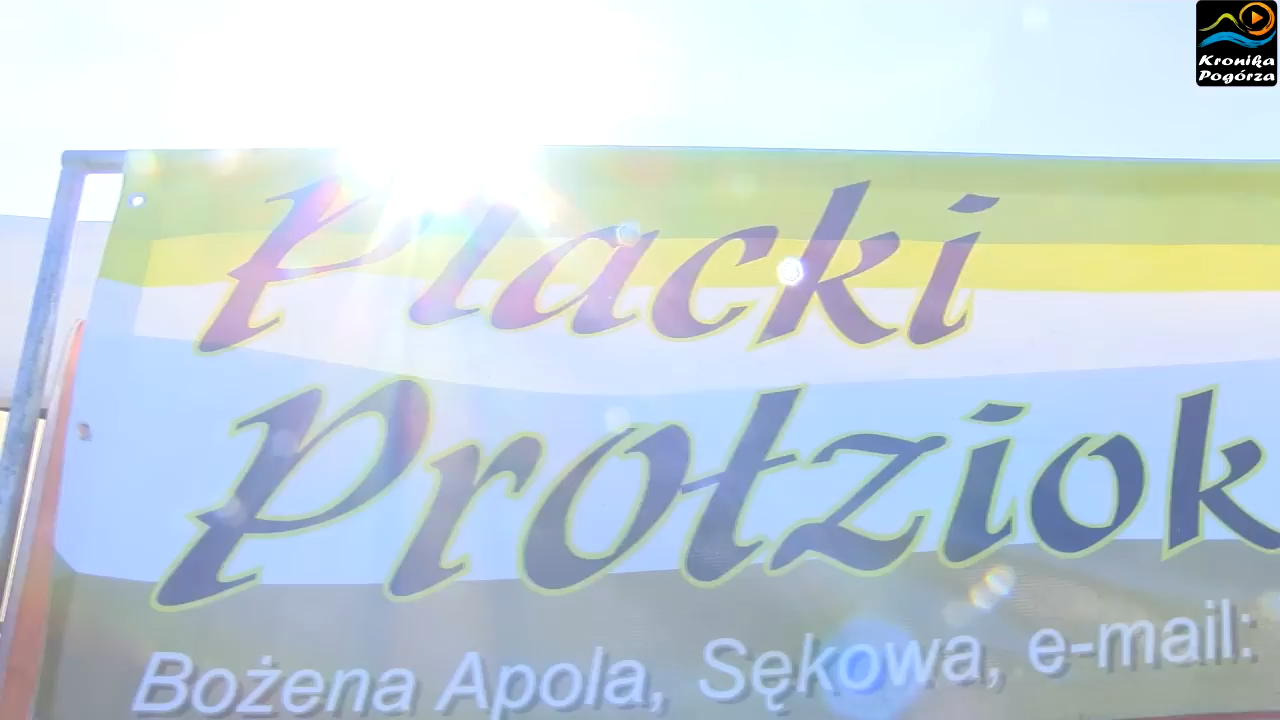 Kronika
Pogórza
Placki
Protziok
Bożena Apola, Sękowa, e-mail: